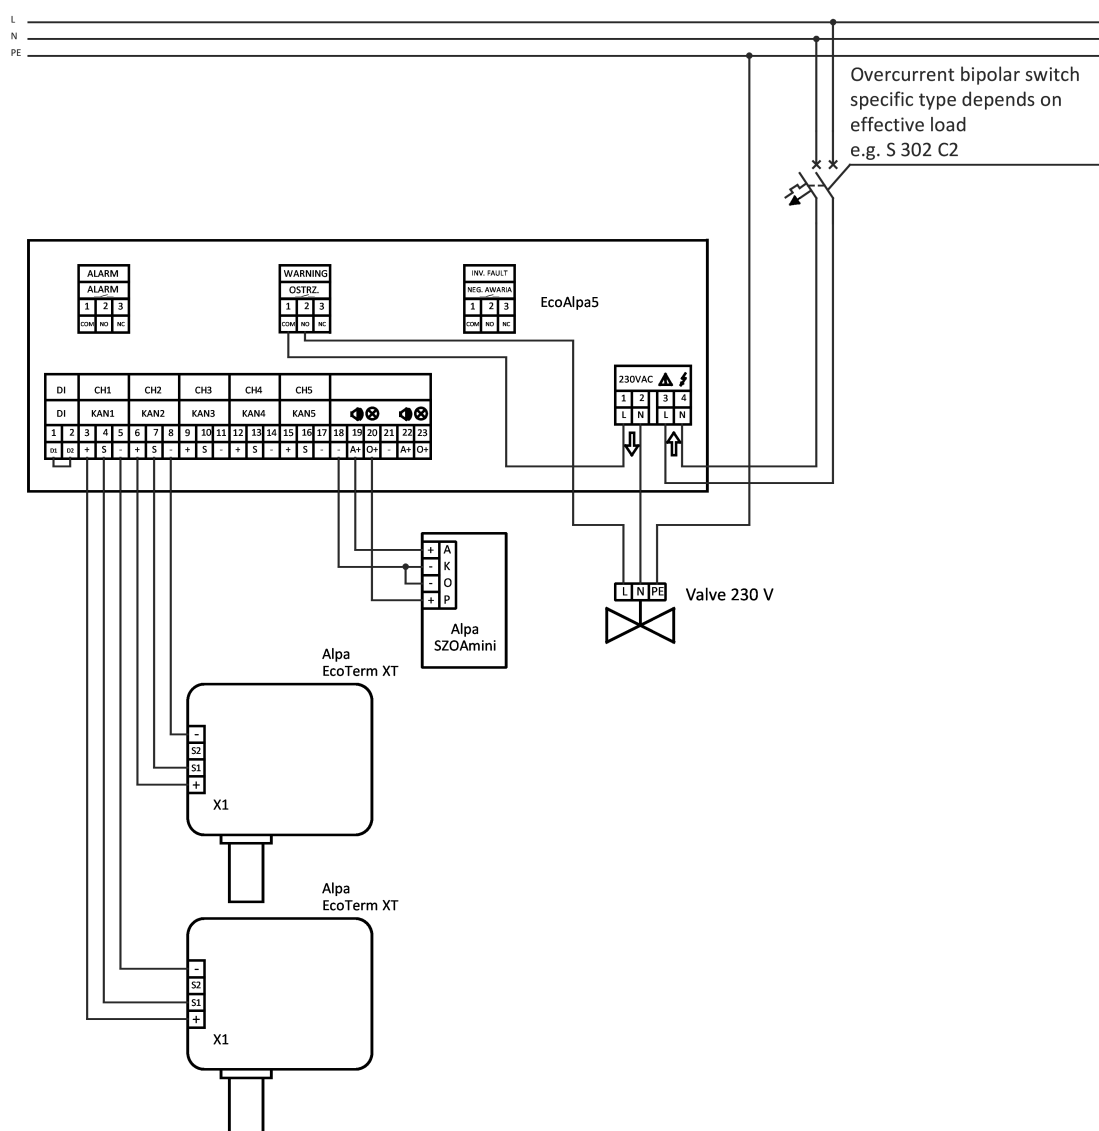 L
N
PE
Overcurrent bipolar switch
specific type depends on
effective load
e.g. S 302 C2
ALARM
ALARM
1 2 3
COM NO NC
WARNING
OSTRZ.
1 2 3
COM NO NC
INV. FAULT
NEG. AWARIA
1 2 3
COM NO NC
EcoAlpa5
230VAC
1 2 3 4
L N L N
DI CH1 CH2 CH3 CH4 CH5
DI KAN1 KAN2 KAN3 KAN4 KAN5
1 2 3 4 5 6 7 8 9 10 11 12 13 14 15 16 17 18 19 20 21 22 23
D1 D2 + S - + S - + S - + S - + S - - A+ O+ - A+ O+
+ A
- K
- O
+ P
Alpa
SZOAmini
L N PE
Valve 230 V
Alpa
EcoTerm XT
-
S2
S1
+
X1
Alpa
EcoTerm XT
-
S2
S1
+
X1